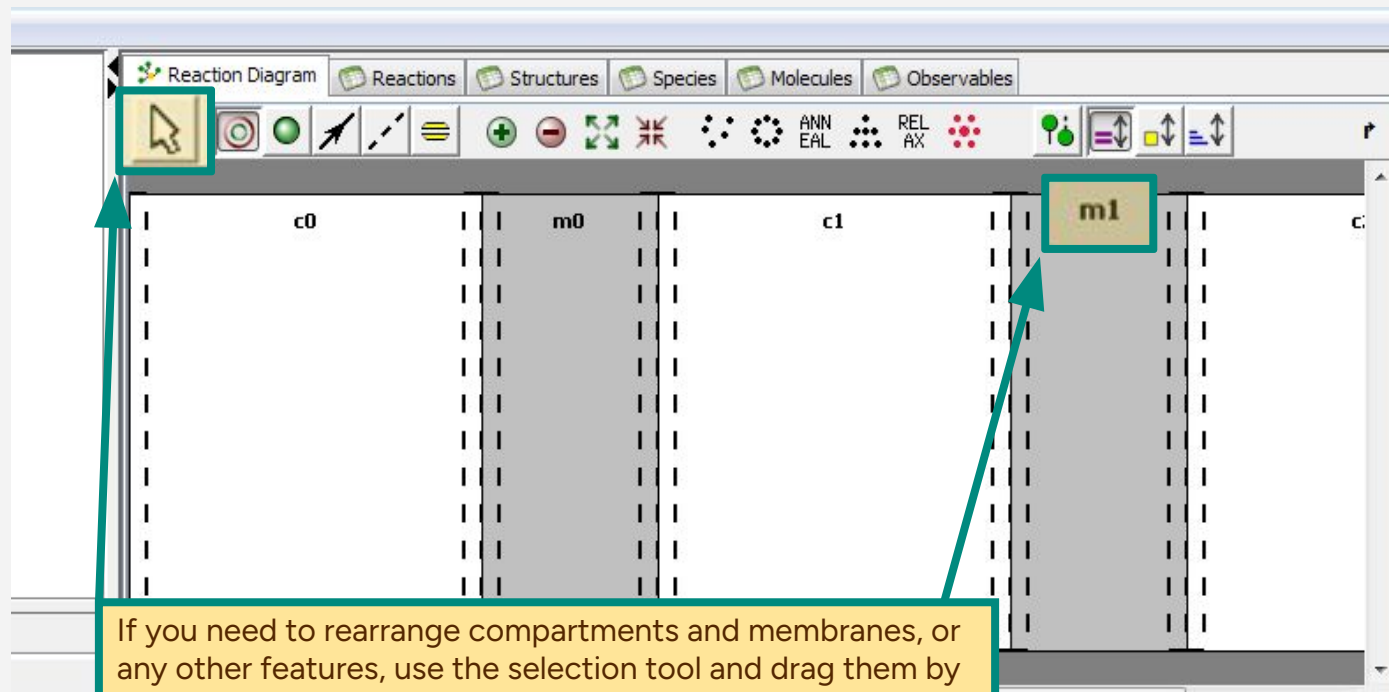 Reaction Diagram Reactions Structures Species Molecules Observables
ANN EAL REL AX
c0 m0 c1 m1
If you need to rearrange compartments and membranes, or
any other features, use the selection tool and drag them by